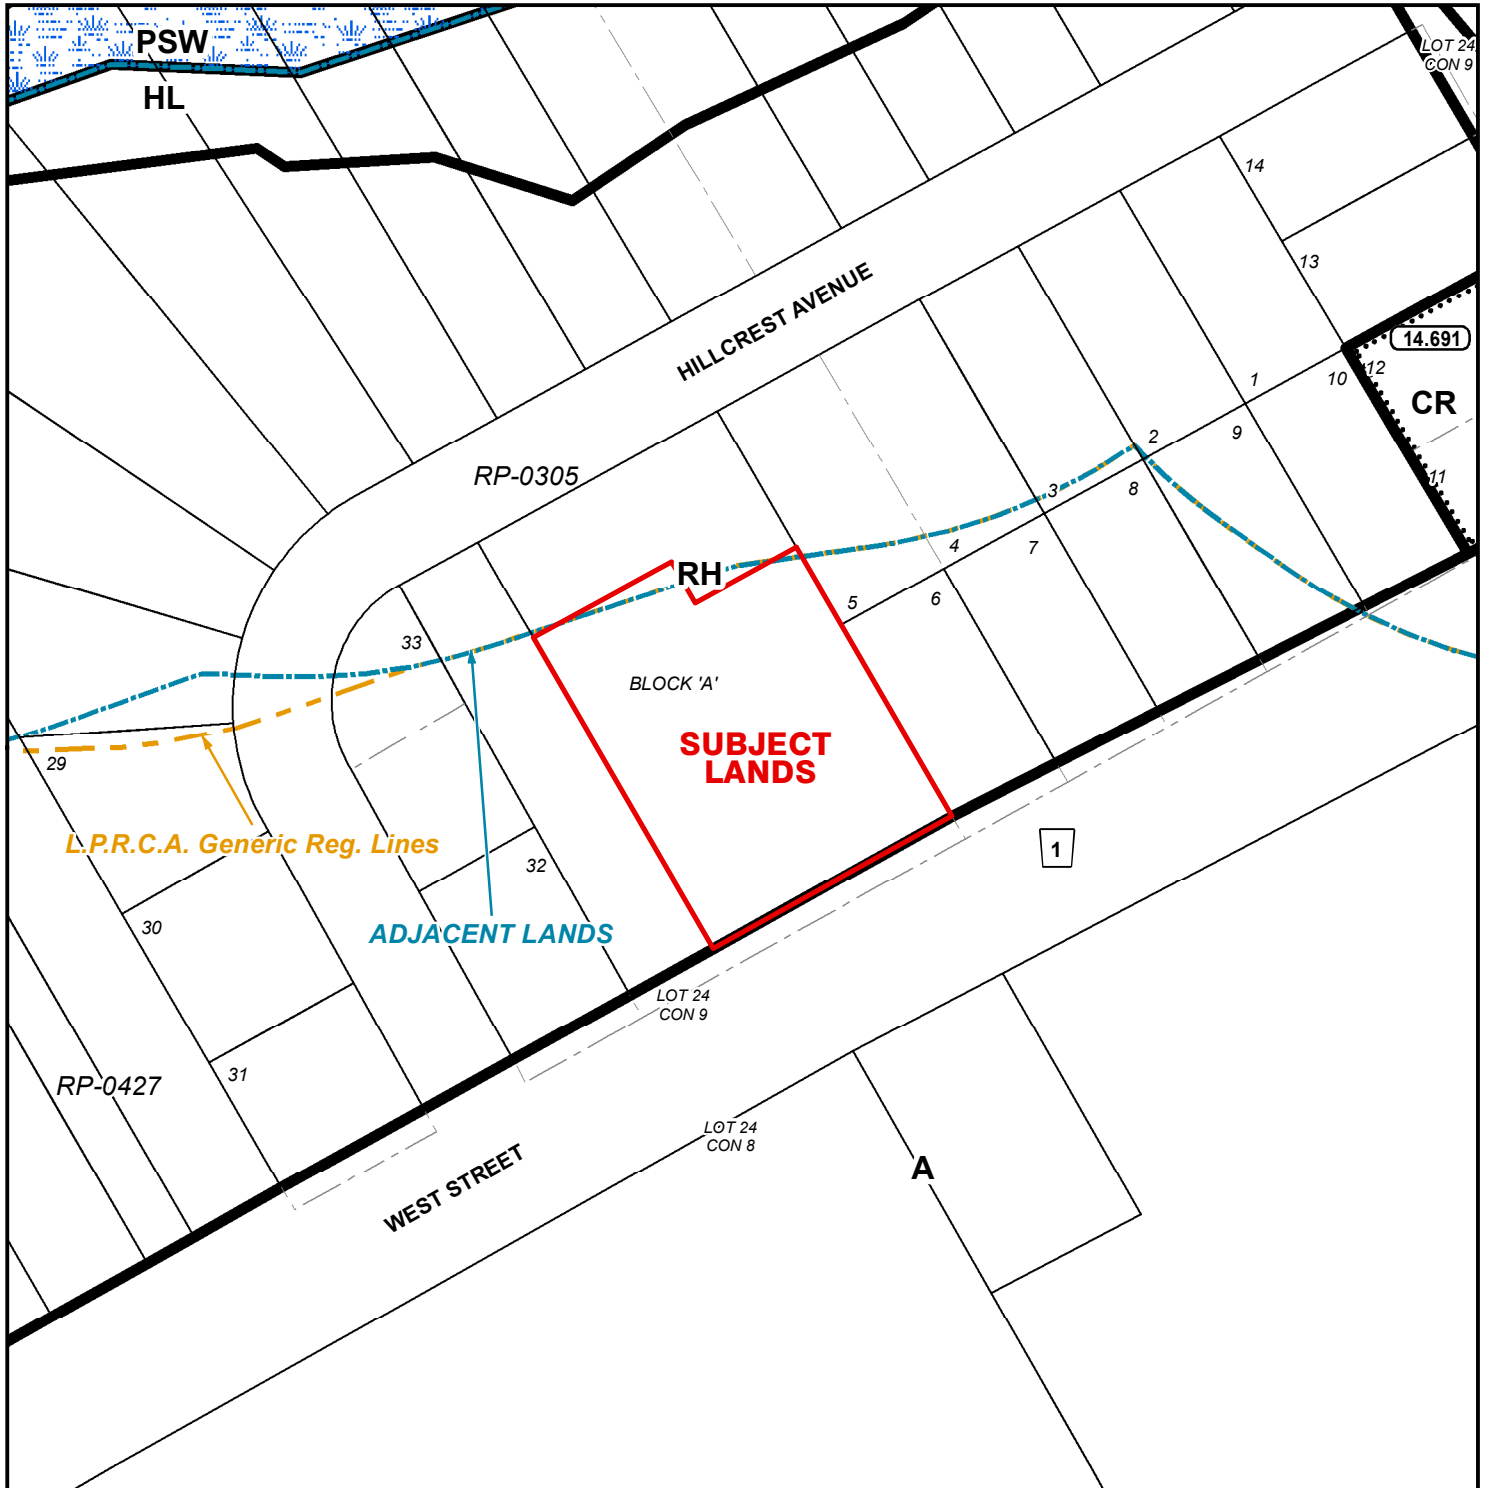 PSW
HL
LOT 24
CON 9
14
13
HILLCREST AVENUE
14.691
12
10
1
CR
2
9
11
RP-0305
3
8
4
7
RH
5
6
33
BLOCK 'A'
SUBJECT
LANDS
29
L.P.R.C.A. Generic Reg. Lines
1
32
30
ADJACENT LANDS
LOT 24
CON 9
31
RP-0427
LOT 24
CON 8
A
WEST STREET